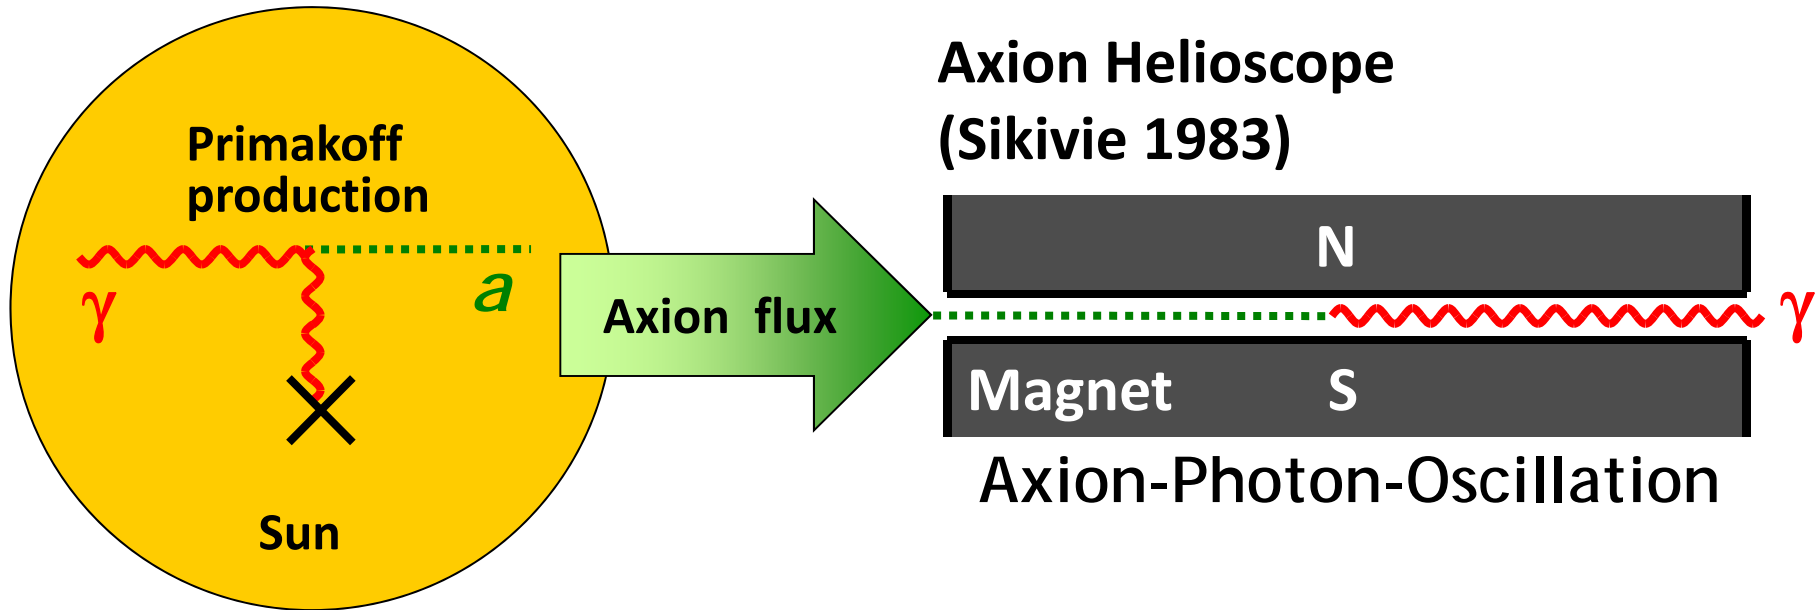 Primakoff
production
γ
a
Sun
Axion flux
Axion Helioscope
(Sikivie 1983)
N
γ
Magnet S
Axion-Photon-Oscillation